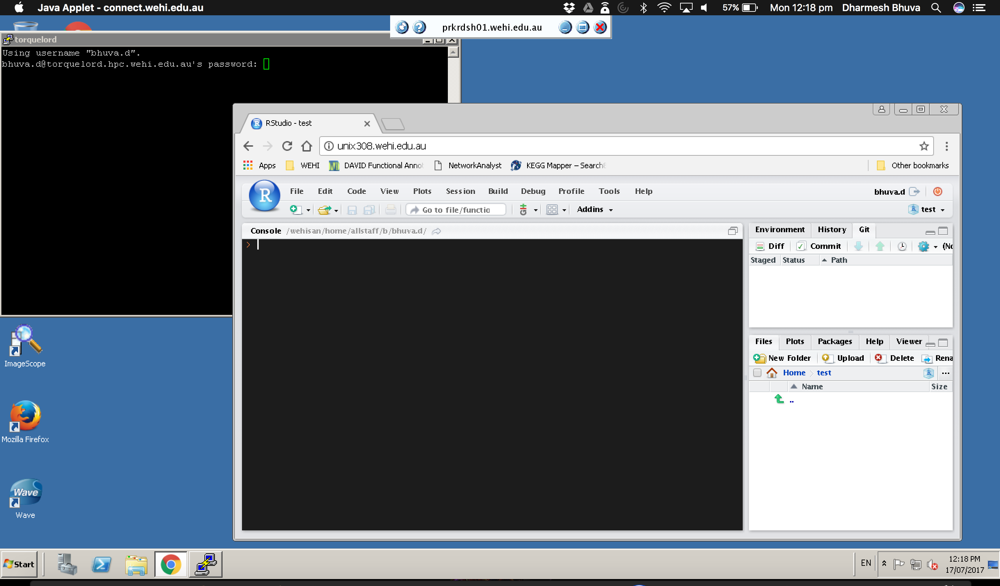 Java Applet - connect.wehi.edu.au
57%
Mon 12:18 pm
Dharmesh Bhuva
prkrdsh01.wehi.edu.au
torquelord
Using username "bhuva.d".
bhuva.d@torquelord.hpc.wehi.edu.au's password:
RStudio - test
unix308.wehi.edu.au
Apps
WEHI
DAVID Functional Annot
NetworkAnalyst
KEGG Mapper – Search&
Other bookmarks
R
File Edit Code View Plots Session Build Debug Profile Tools Help
bhuva.d
Go to file/functio
Addins
test
Console /wehisan/home/allstaff/b/bhuva.d/
>
Environment History Git
Diff Commit (No
Staged Status Path
Files Plots Packages Help Viewer
New Folder Upload Delete Rena
Home test
...
Name Size
..
ImageScope
Mozilla Firefox
Wave
Wave
Start
EN
12:18 PM
17/07/2017